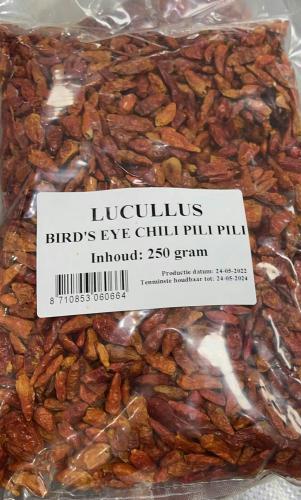 LUCULLUS
BIRD'S EYE CHILI PILI PILI
Inhoud: 250 gram
Productie datum: 24-05-2022
Tenminste houdbaar tot: 24-05-2024
8 710853 060664